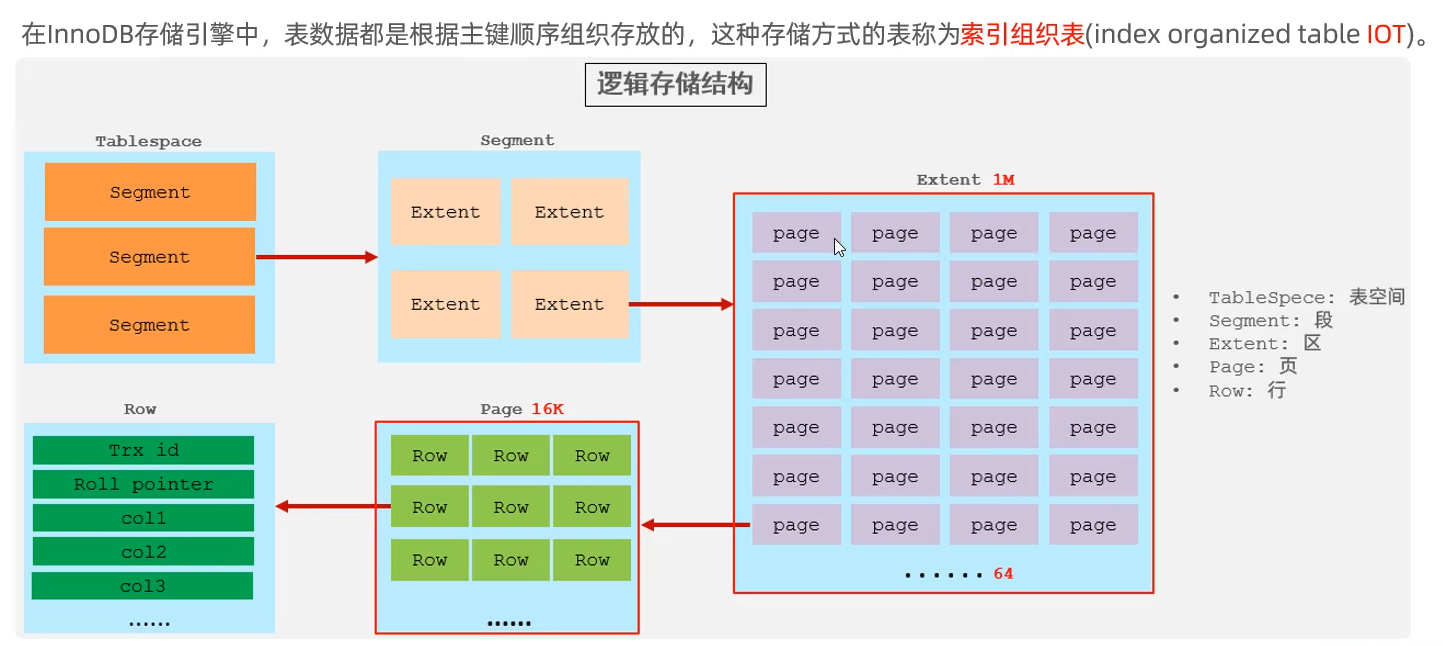 在InnoDB存储引擎中，表数据都是根据主键顺序组织存放的，这种存储方式的表称为索引组织表(index organized table IOT)。
逻辑存储结构
Tablespace
Segment
Segment
Segment
Segment
Extent Extent
Extent Extent
Extent 1M
page page page page
page page page page
page page page page
page page page page
page page page page
page page page page
page page page page
...... 64
• TableSpece: 表空间
• Segment: 段
• Extent: 区
• Page: 页
• Row: 行
Row
Trx id
Roll pointer
col1
col2
col3
......
Page 16K
Row Row Row
Row Row Row
Row Row Row
......